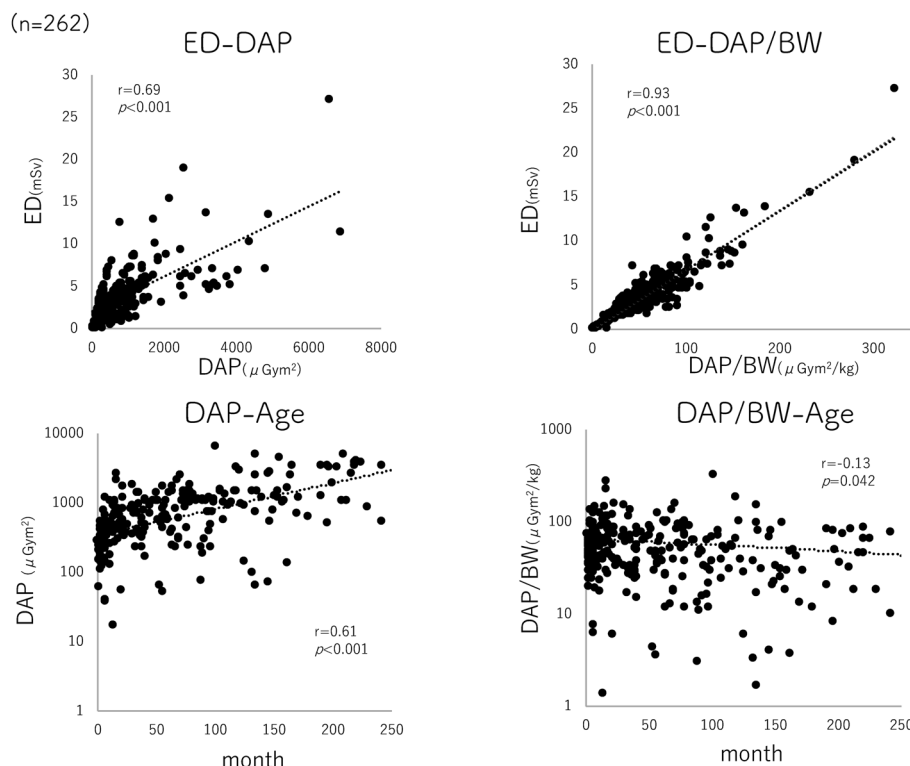 (n=262)
ED-DAP
r=0.69
p<0.001
30
25
20
15
10
5
0
ED(mSv)
0 2000 4000 6000 8000
DAP(μ Gym²)
ED-DAP/BW
r=0.93
p<0.001
30
25
20
15
10
5
0
ED(mSv)
0 100 200 300
DAP/BW(μ Gym²/kg)
DAP-Age
10000
1000
100
10
1
DAP (μ Gym²)
r=0.61
p<0.001
0 50 100 150 200 250
month
DAP/BW-Age
1000
100
10
1
DAP/BW(μ Gym²/kg)
r=-0.13
p=0.042
0 50 100 150 200 250
month